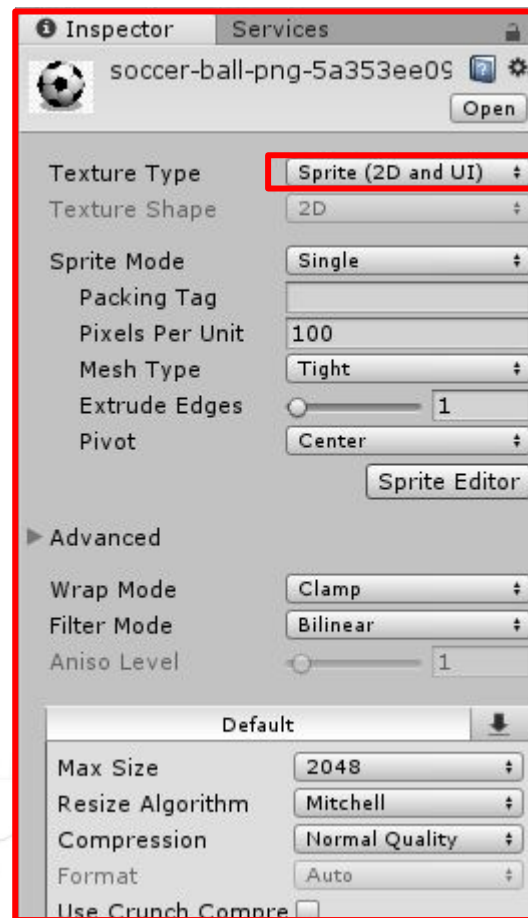 Inspector Services
soccer-ball-png-5a353ee09
Open
Texture Type Sprite (2D and UI)
Texture Shape 2D
Sprite Mode Single
Packing Tag
Pixels Per Unit 100
Mesh Type Tight
Extrude Edges 1
Pivot Center
Sprite Editor
Advanced
Wrap Mode Clamp
Filter Mode Bilinear
Aniso Level 1
Default
Max Size 2048
Resize Algorithm Mitchell
Compression Normal Quality
Format Auto
Use Crunch Compre